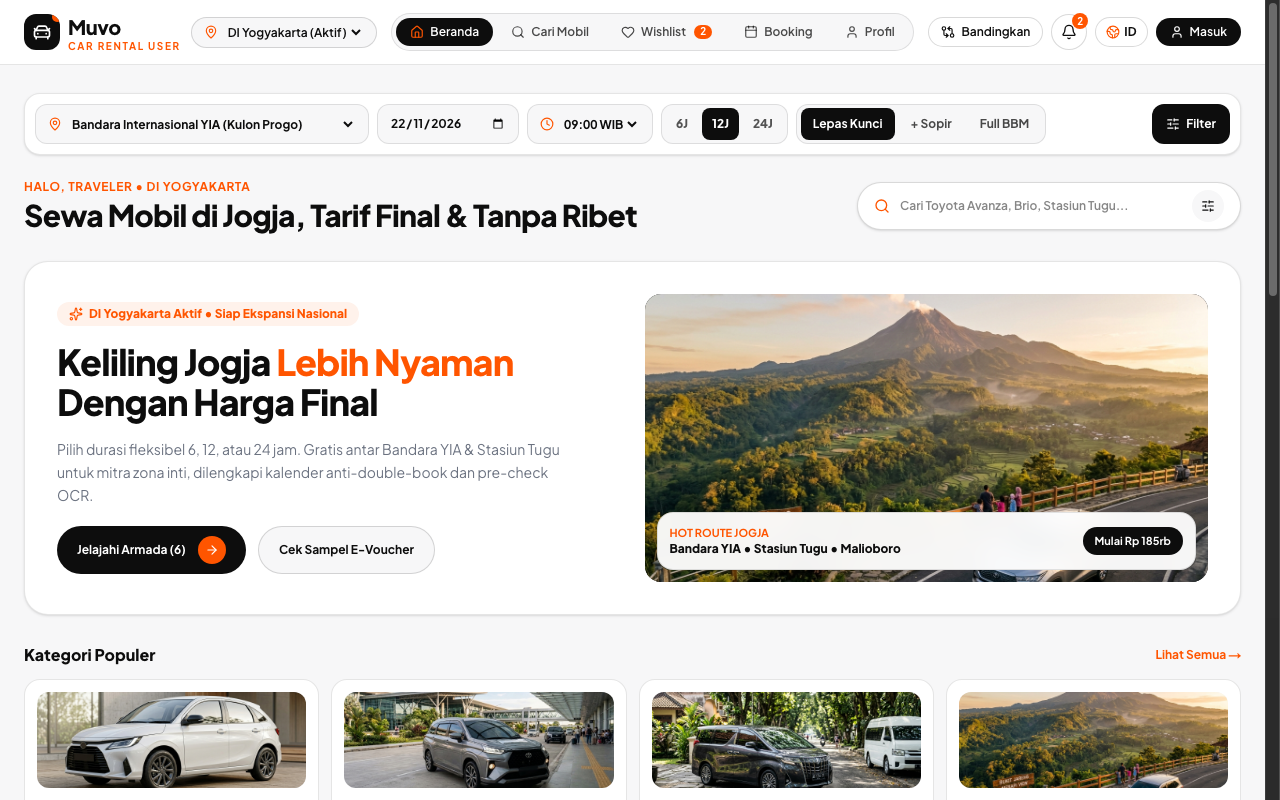 Muvo
CAR RENTAL USER
DI Yogyakarta (Aktif)
Beranda
Cari Mobil
Wishlist 2
Booking
Profil
Bandingkan
2
ID
Masuk
Bandara Internasional YIA (Kulon Progo)
22/11/2026
09:00 WIB
6J
12J
24J
Lepas Kunci
+ Sopir
Full BBM
Filter
HALO, TRAVELER • DI YOGYAKARTA
Sewa Mobil di Jogja, Tarif Final & Tanpa Ribet
Cari Toyota Avanza, Brio, Stasiun Tugu...
DI Yogyakarta Aktif • Siap Ekspansi Nasional
Keliling Jogja Lebih Nyaman
Dengan Harga Final
Pilih durasi fleksibel 6, 12, atau 24 jam. Gratis antar Bandara YIA & Stasiun Tugu
untuk mitra zona inti, dilengkapi kalender anti-double-book dan pre-check
OCR.
Jelajahi Armada (6)
Cek Sampel E-Voucher
HOT ROUTE JOGJA
Bandara YIA • Stasiun Tugu • Malioboro
Mulai Rp 185rb
Kategori Populer
Lihat Semua →